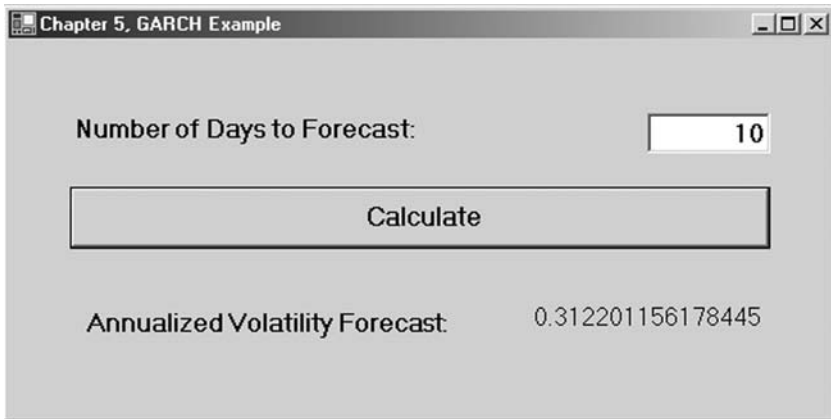 Chapter 5, GARCH Example
Number of Days to Forecast:
10
Calculate
Annualized Volatility Forecast:
0.312201156178445